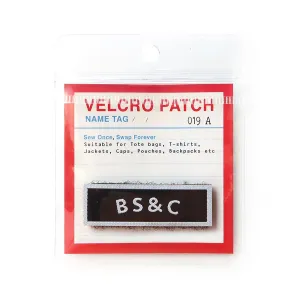 VELCRO PATCH
NAME TAG / / 019 A
Sew Once, Swap Forever
Suitable for Tote bags, T-shirts,
Jackets, Caps, Pouches, Backpacks etc
BS&C